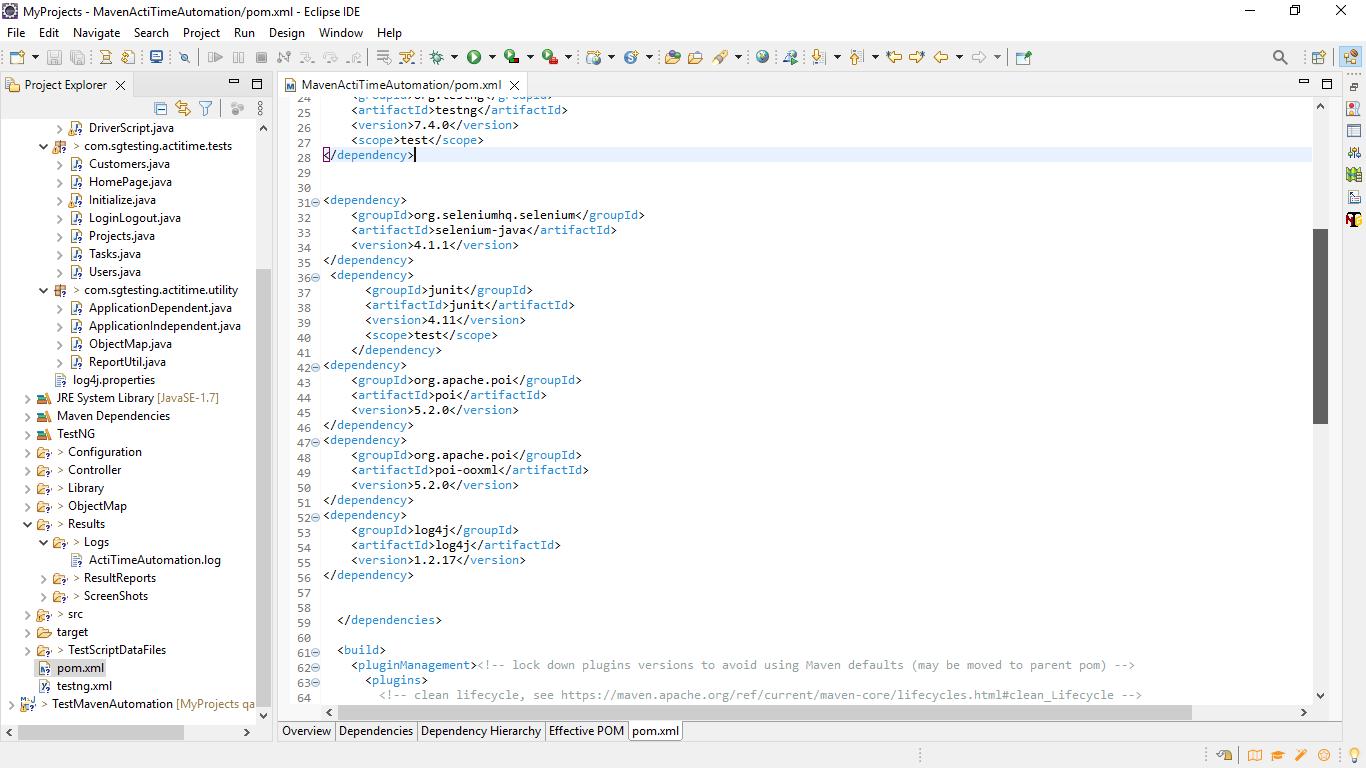 MyProjects - MavenActiTimeAutomation/pom.xml - Eclipse IDE
File Edit Navigate Search Project Run Design Window Help
Project Explorer
DriverScript.java
> com.sgtesting.actitime.tests
Customers.java
HomePage.java
Initialize.java
LoginLogout.java
Projects.java
Tasks.java
Users.java
> com.sgtesting.actitime.utility
ApplicationDependent.java
ApplicationIndependent.java
ObjectMap.java
ReportUtil.java
log4j.properties
JRE System Library [JavaSE-1.7]
Maven Dependencies
TestNG
> Configuration
> Controller
> Library
> ObjectMap
> Results
> Logs
ActiTimeAutomation.log
> ResultReports
> ScreenShots
> src
target
> TestScriptDataFiles
pom.xml
testng.xml
> TestMavenAutomation [MyProjects qa
MavenActiTimeAutomation/pom.xml
24 <groupId>org.testng</groupId>
25 <artifactId>testng</artifactId>
26 <version>7.4.0</version>
27 <scope>test</scope>
28 </dependency>
29
30
31 <dependency>
32 <groupId>org.seleniumhq.selenium</groupId>
33 <artifactId>selenium-java</artifactId>
34 <version>4.1.1</version>
35 </dependency>
36 <dependency>
37 <groupId>junit</groupId>
38 <artifactId>junit</artifactId>
39 <version>4.11</version>
40 <scope>test</scope>
41 </dependency>
42 <dependency>
43 <groupId>org.apache.poi</groupId>
44 <artifactId>poi</artifactId>
45 <version>5.2.0</version>
46 </dependency>
47 <dependency>
48 <groupId>org.apache.poi</groupId>
49 <artifactId>poi-ooxml</artifactId>
50 <version>5.2.0</version>
51 </dependency>
52 <dependency>
53 <groupId>log4j</groupId>
54 <artifactId>log4j</artifactId>
55 <version>1.2.17</version>
56 </dependency>
57
58
59 </dependencies>
60
61 <build>
62 <pluginManagement><!-- lock down plugins versions to avoid using Maven defaults (may be moved to parent pom) -->
63 <plugins>
64 <!-- clean lifecycle, see https://maven.apache.org/ref/current/maven-core/lifecycles.html#clean_Lifecycle -->
Overview Dependencies Dependency Hierarchy Effective POM pom.xml